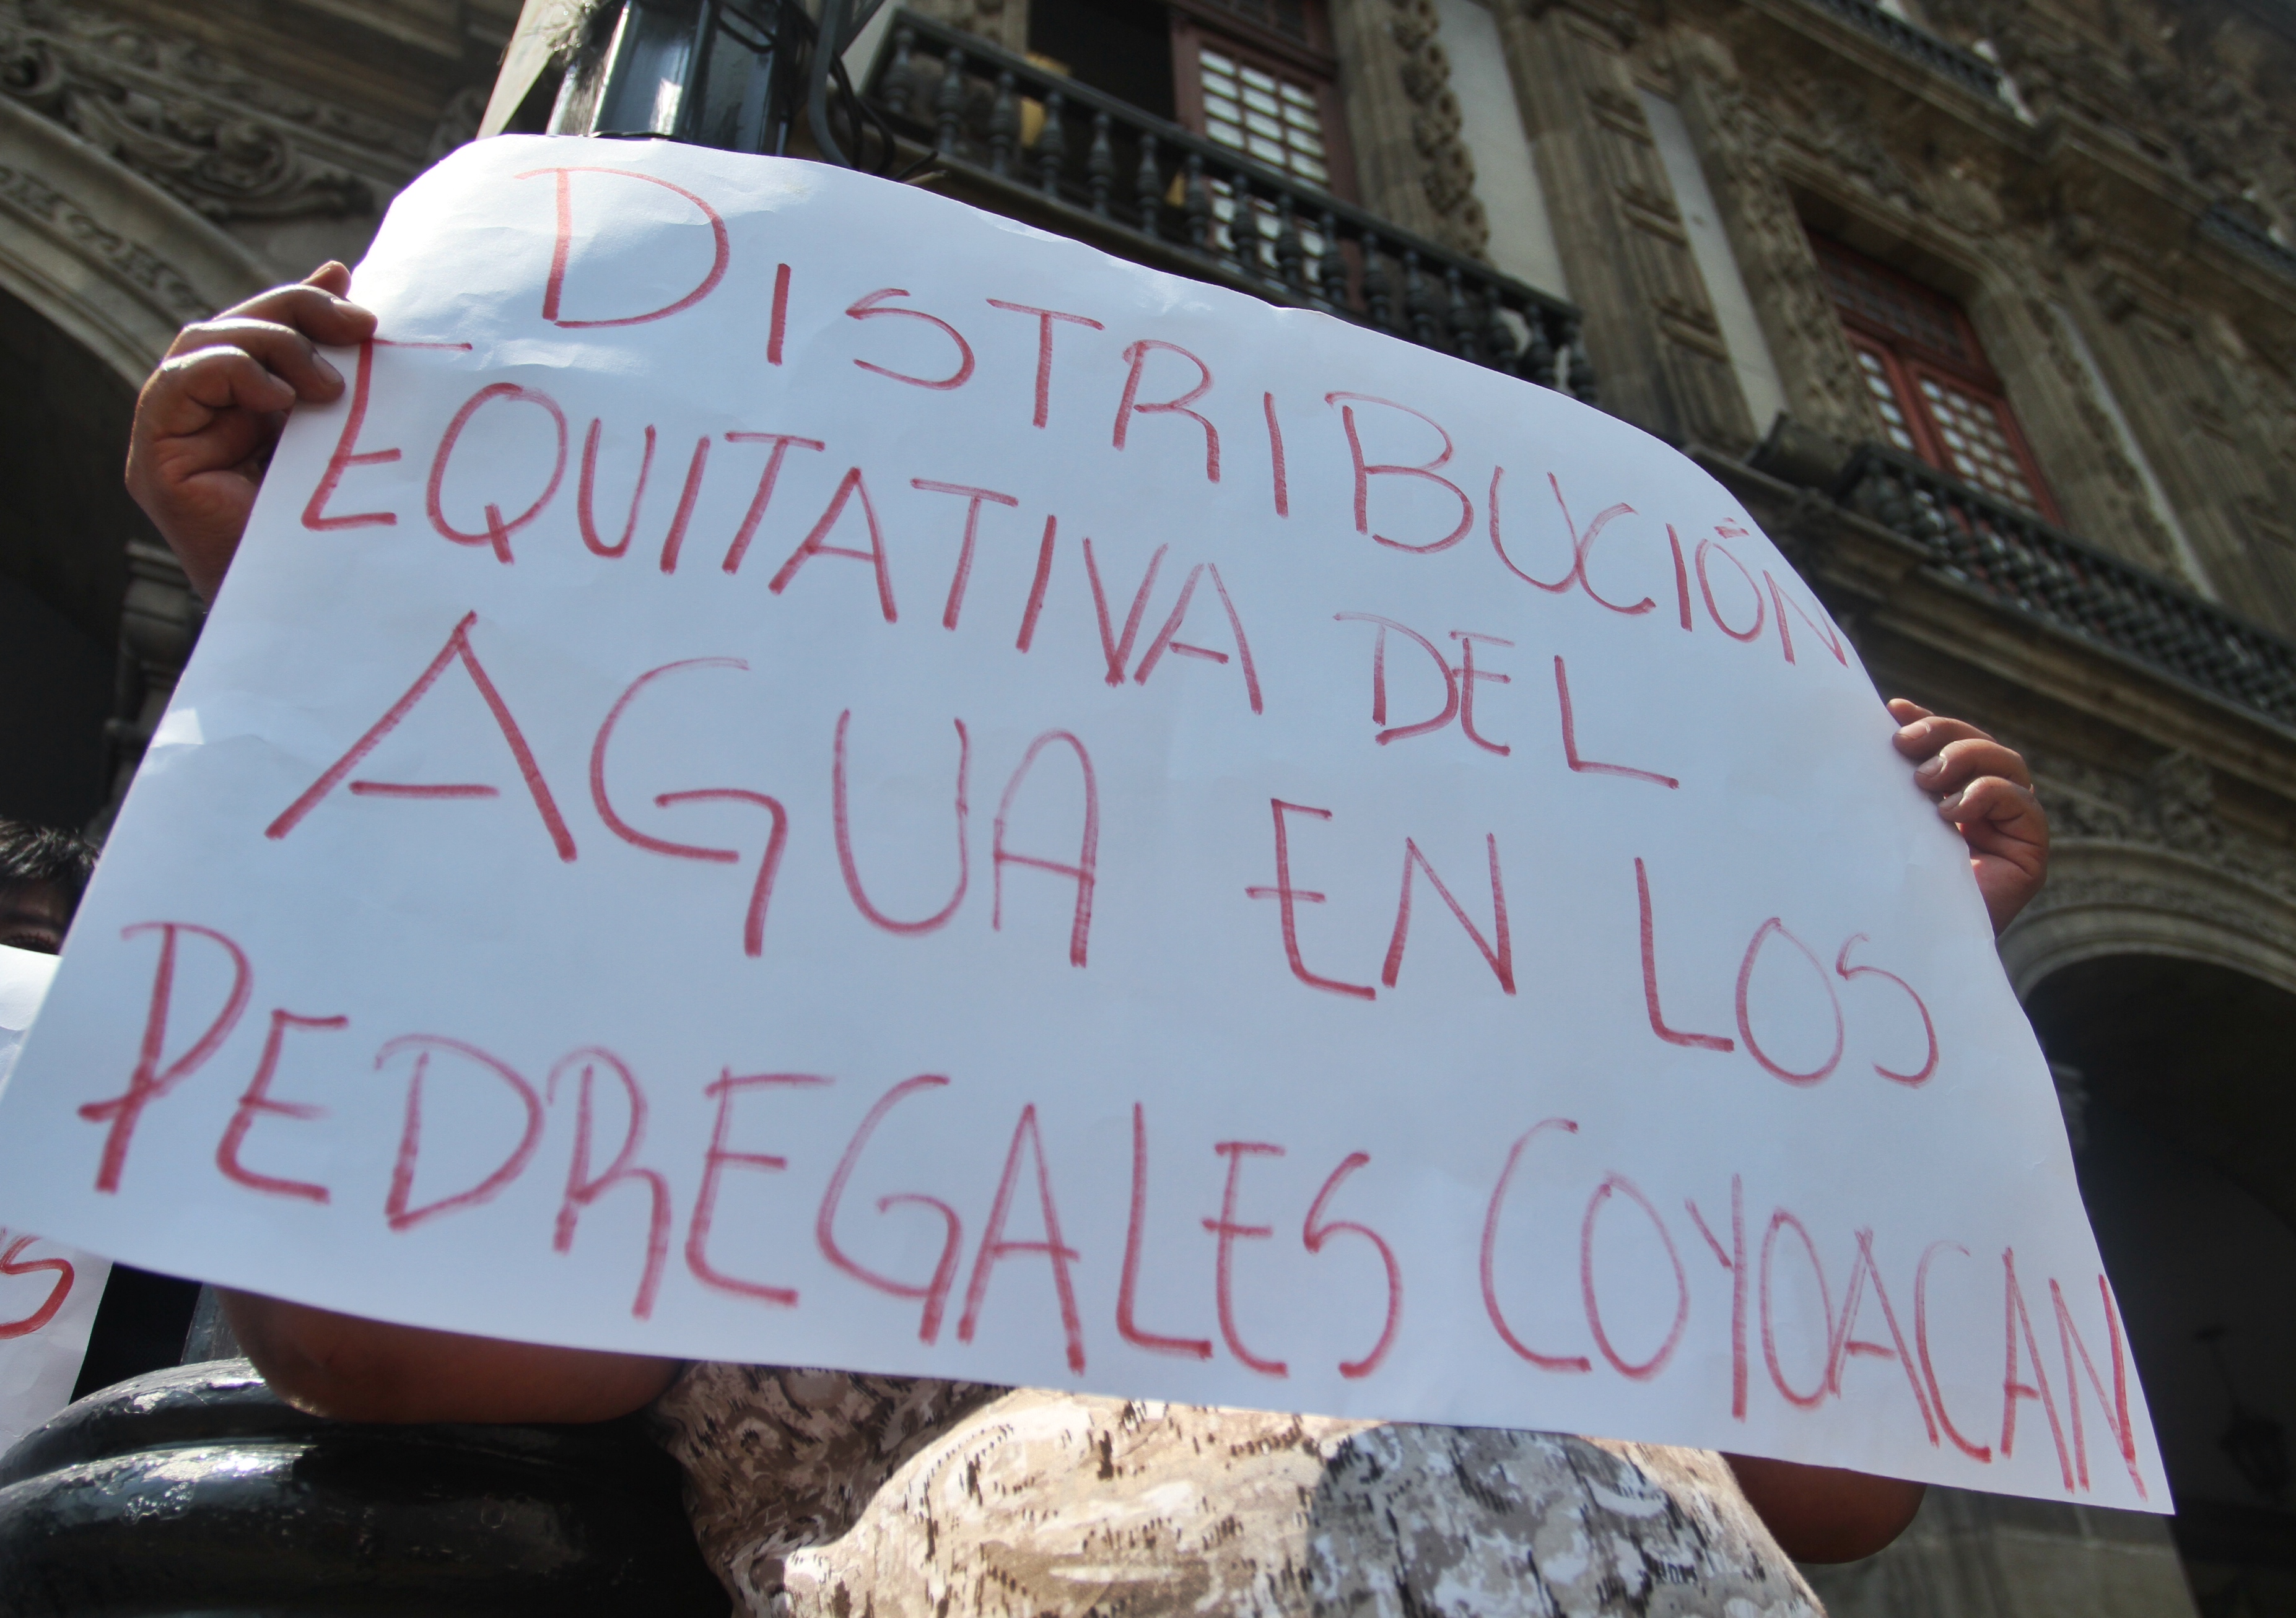 DISTRIBUCIÓN
EQUITATIVA DEL
AGUA EN LOS
PEDREGALES COYOACAN
S